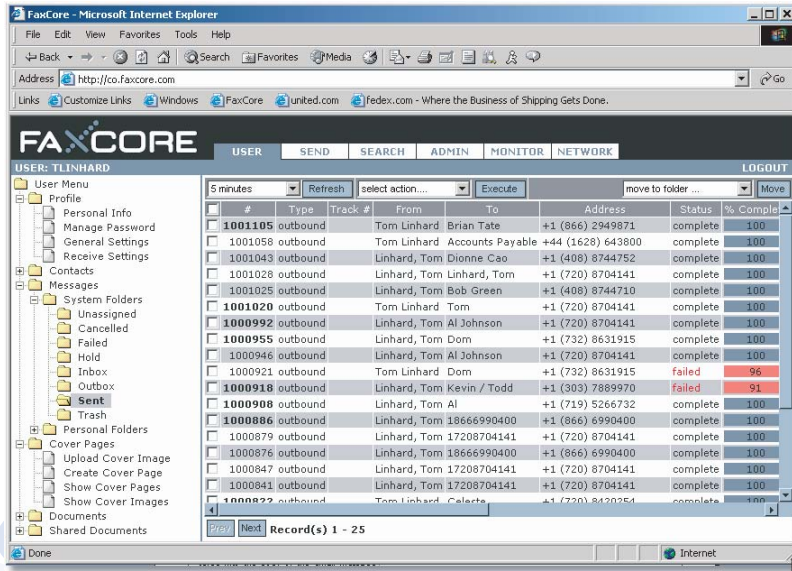 FaxCore - Microsoft Internet Explorer
File Edit View Favorites Tools Help
Back Search Favorites Media
Address http://co.faxcore.com Go
Links Customize Links Windows FaxCore united.com fedex.com - Where the Business of Shipping Gets Done.
FAXCORE
USER SEND SEARCH ADMIN MONITOR NETWORK
USER: TLINHARD LOGOUT
User Menu
Profile
Personal Info
Manage Password
General Settings
Receive Settings
Contacts
Messages
System Folders
Unassigned
Cancelled
Failed
Hold
Inbox
Outbox
Sent
Trash
Personal Folders
Cover Pages
Upload Cover Image
Create Cover Page
Show Cover Pages
Show Cover Images
Documents
Shared Documents
5 minutes Refresh select action.... Execute move to folder ... Move
# Type Track # From To Address Status % Comple
1001105 outbound Tom Linhard Brian Tate +1 (866) 2949871 complete 100
1001058 outbound Tom Linhard Accounts Payable +44 (1628) 643800 complete 100
1001043 outbound Linhard, Tom Dionne Cao +1 (408) 8744752 complete 100
1001028 outbound Linhard, Tom Linhard, Tom +1 (720) 8704141 complete 100
1001025 outbound Linhard, Tom Bob Green +1 (408) 8744710 complete 100
1001020 outbound Tom Linhard Tom +1 (720) 8704141 complete 100
1000992 outbound Linhard, Tom Al Johnson +1 (720) 8704141 complete 100
1000955 outbound Linhard, Tom Dom +1 (732) 8631915 complete 100
1000946 outbound Linhard, Tom Al Johnson +1 (720) 8704141 complete 100
1000921 outbound Tom Linhard Dom +1 (732) 8631915 failed 96
1000918 outbound Linhard, Tom Kevin / Todd +1 (303) 7889970 failed 91
1000908 outbound Linhard, Tom Al +1 (719) 5266732 complete 100
1000886 outbound Linhard, Tom 18666990400 +1 (866) 6990400 complete 100
1000879 outbound Linhard, Tom 17208704141 +1 (720) 8704141 complete 100
1000876 outbound Linhard, Tom 18666990400 +1 (866) 6990400 complete 100
1000847 outbound Linhard, Tom 17208704141 +1 (720) 8704141 complete 100
1000841 outbound Linhard, Tom 17208704141 +1 (720) 8704141 complete 100
1000822 outbound Tom Linhard Celeste +1 (720) 8420254 complete 100
Prev Next Record(s) 1 - 25
Done Internet